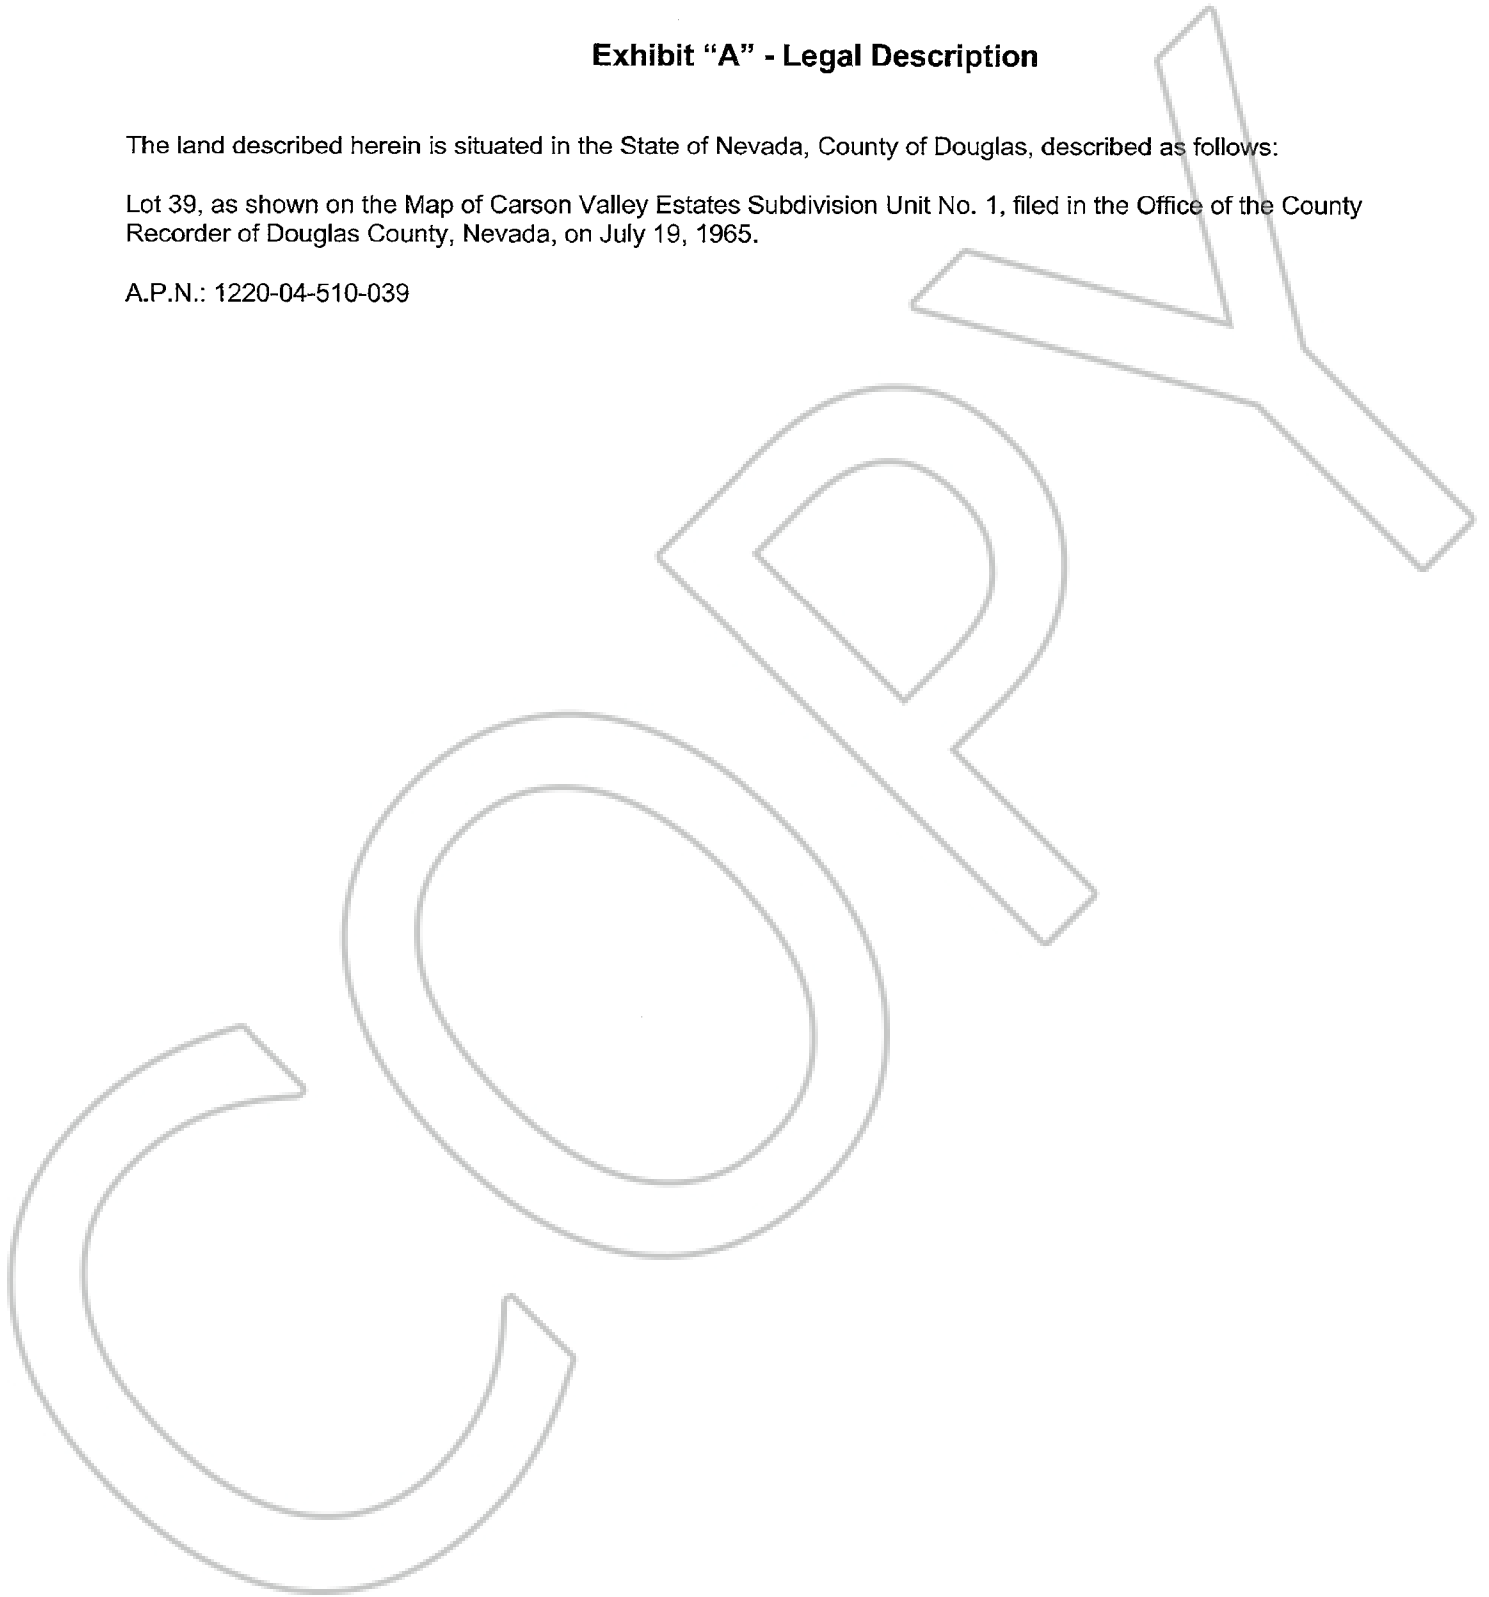 Exhibit “A” - Legal Description
The land described herein is situated in the State of Nevada, County of Douglas, described as follows:
Lot 39, as shown on the Map of Carson Valley Estates Subdivision Unit No. 1, filed in the Office of the County
Recorder of Douglas County, Nevada, on July 19, 1965.
A.P.N.: 1220-04-510-039
COPY